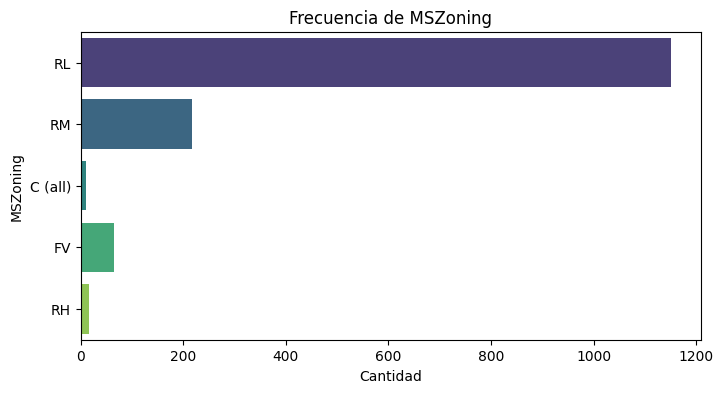 Frecuencia de MSZoning
MSZoning
RL
RM
C (all)
FV
RH
0 200 400 600 800 1000 1200
Cantidad